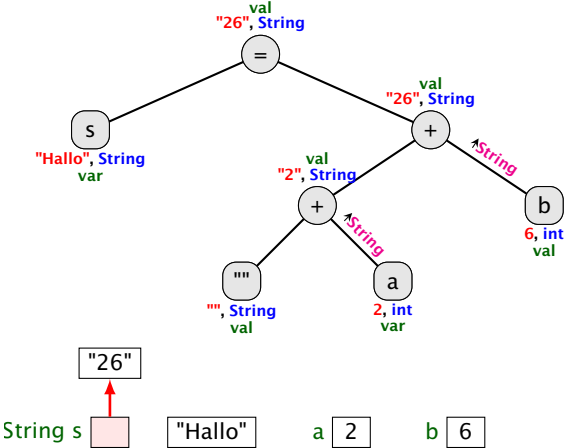 val
"26", String
=
val
"26", String
s
+
"Hallo", String
var
String
val
"2", String
+
b
6, int
val
String
""
a
"", String
val
2, int
var
"26"
String s "Hallo" a 2 b 6